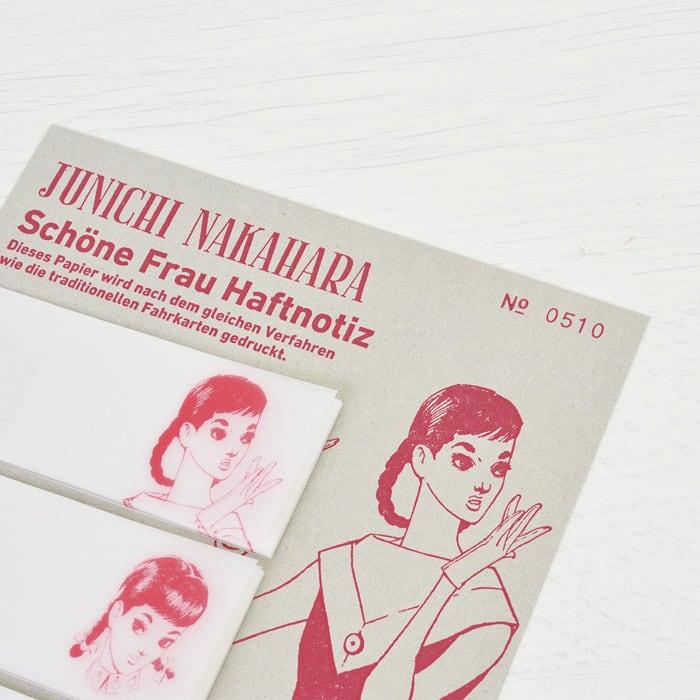 JUNICHI NAKAHARA
Schöne Frau Haftnotiz
Dieses Papier wird nach dem gleichen Verfahren
wie die traditionellen Fahrkarten gedruckt.
Nº 0510